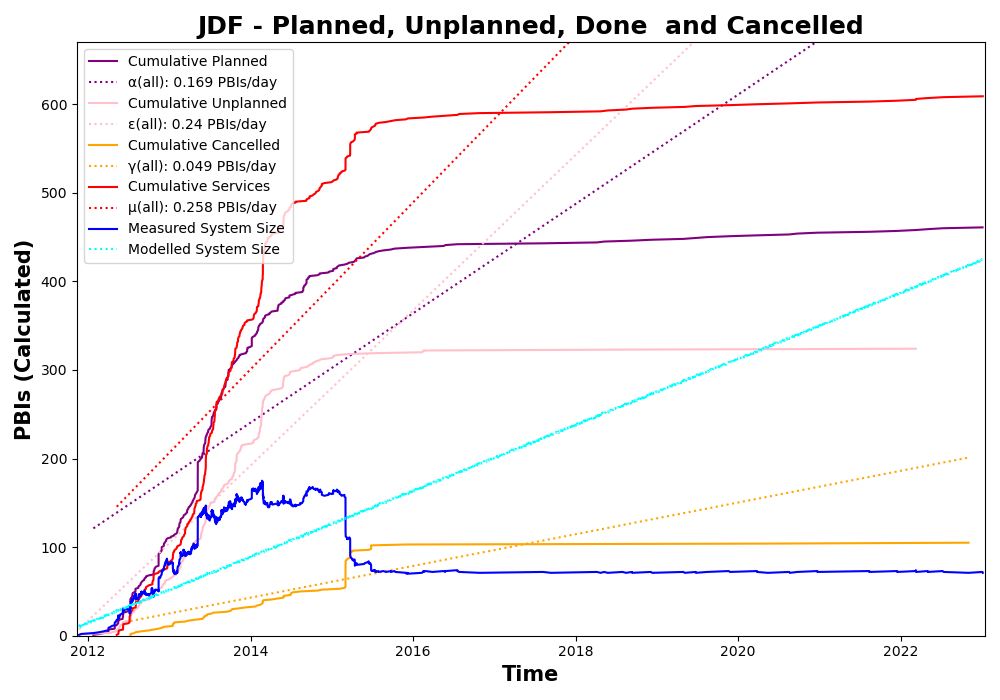 JDF - Planned, Unplanned, Done  and Cancelled
Cumulative Planned
α(all): 0.169 PBIs/day
Cumulative Unplanned
ε(all): 0.24 PBIs/day
Cumulative Cancelled
γ(all): 0.049 PBIs/day
Cumulative Services
μ(all): 0.258 PBIs/day
Measured System Size
Modelled System Size
PBIs (Calculated)
600
500
400
300
200
100
0
2012
2014
2016
2018
2020
2022
Time